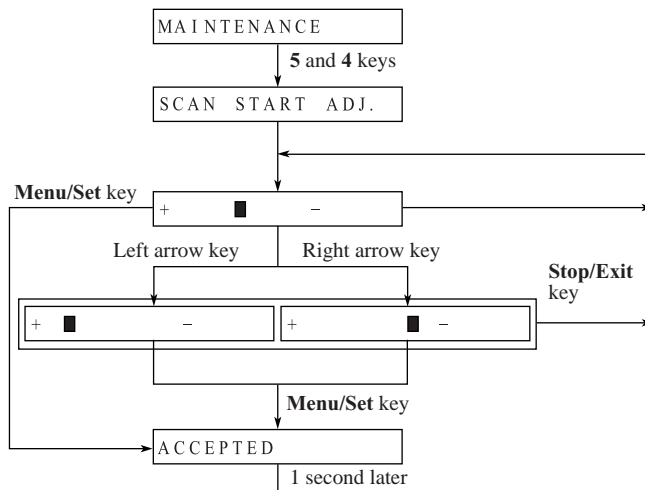 MAINTENANCE
5 and 4 keys
SCAN START ADJ.
Menu/Set key
+ ■ –
Left arrow key
Right arrow key
Stop/Exit
key
+ ■ –
+ ■ –
Menu/Set key
ACCEPTED
1 second later